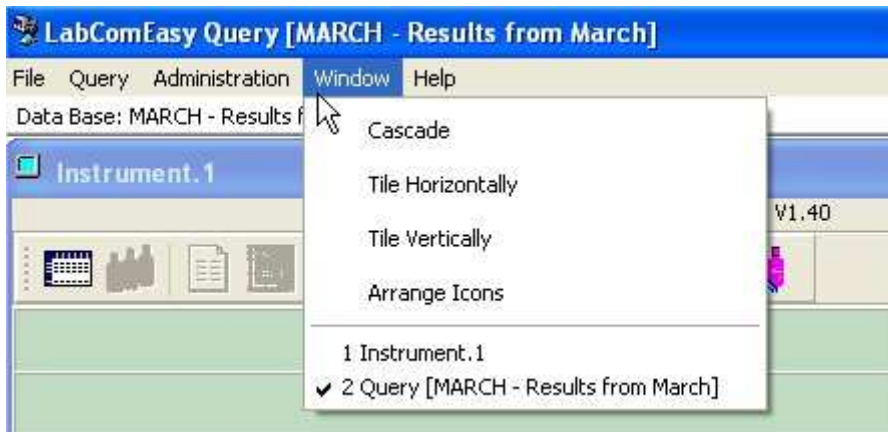 LabComEasy Query [MARCH - Results from March]
File Query Administration Window Help
Data Base: MARCH - Results f
Instrument.1
V1.40
Cascade
Tile Horizontally
Tile Vertically
Arrange Icons
1 Instrument.1
2 Query [MARCH - Results from March]